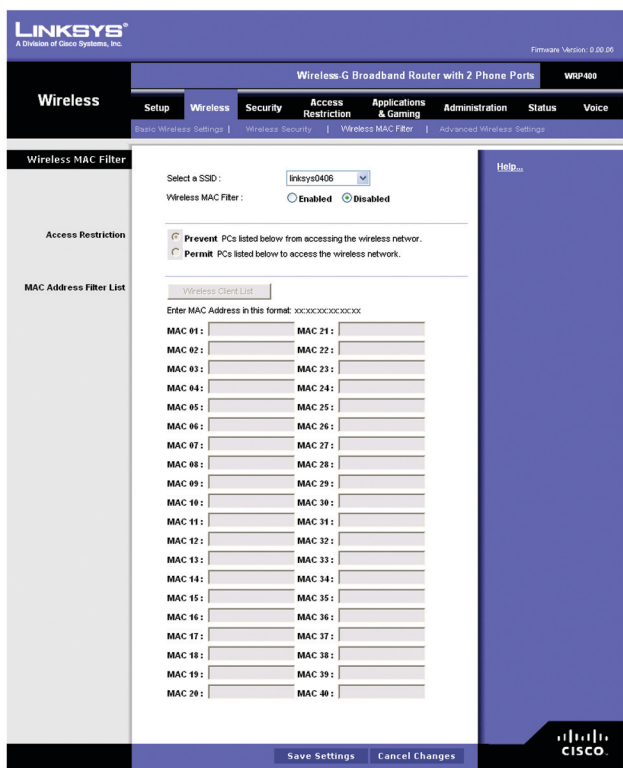 LINKSYS®
A Division of Cisco Systems, Inc.
Firmware Version: 0.00.06
Wireless-G Broadband Router with 2 Phone Ports WRP400
Wireless
Setup Wireless Security Access Restriction Applications & Gaming Administration Status Voice
Basic Wireless Settings | Wireless Security | Wireless MAC Filter | Advanced Wireless Settings
Wireless MAC Filter
Help...
Select a SSID : linksys0406
Wireless MAC Filter : Enabled Disabled
Access Restriction
Prevent PCs listed below from accessing the wireless networ.
Permit PCs listed below to access the wireless network.
MAC Address Filter List
Wireless Client List
Enter MAC Address in this format: xx:xx:xx:xx:xx:xx
MAC 01 : MAC 21 :
MAC 02 : MAC 22 :
MAC 03 : MAC 23 :
MAC 04 : MAC 24 :
MAC 05 : MAC 25 :
MAC 06 : MAC 26 :
MAC 07 : MAC 27 :
MAC 08 : MAC 28 :
MAC 09 : MAC 29 :
MAC 10 : MAC 30 :
MAC 11 : MAC 31 :
MAC 12 : MAC 32 :
MAC 13 : MAC 33 :
MAC 14 : MAC 34 :
MAC 15 : MAC 35 :
MAC 16 : MAC 36 :
MAC 17 : MAC 37 :
MAC 18 : MAC 38 :
MAC 19 : MAC 39 :
MAC 20 : MAC 40 :
Save Settings Cancel Changes
CISCO.